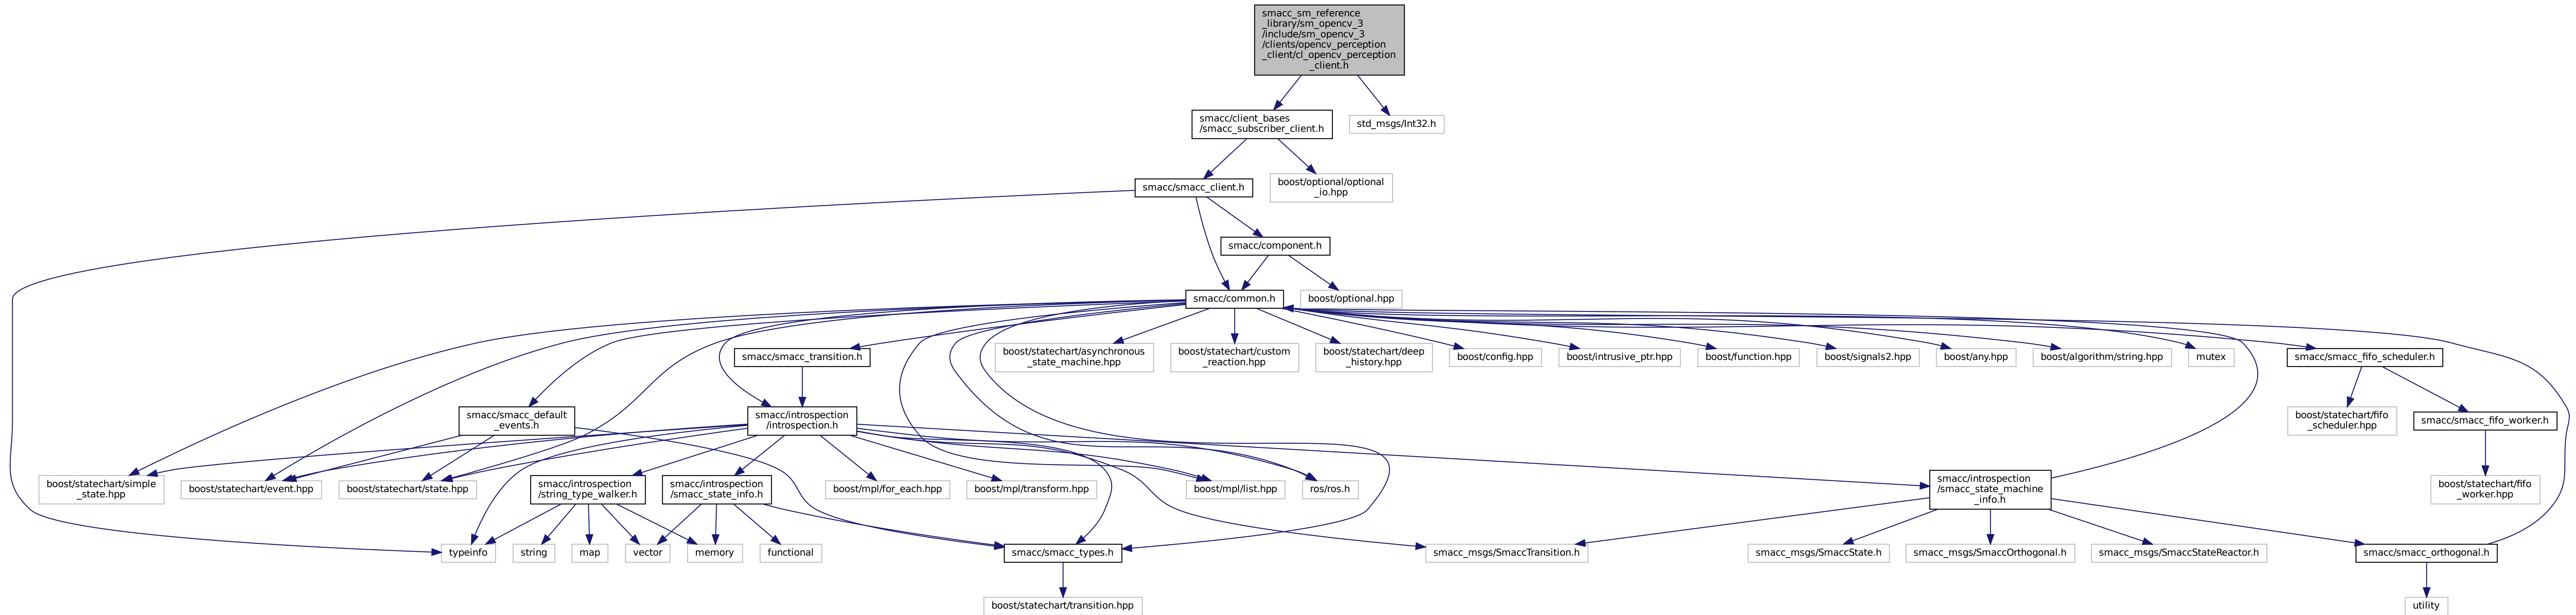 smacc_sm_reference
_library/sm_opencv_3
/include/sm_opencv_3
/clients/opencv_perception
_client/cl_opencv_perception
_client.h
smacc/client_bases
/smacc_subscriber_client.h
std_msgs/Int32.h
smacc/smacc_client.h
boost/optional/optional
_io.hpp
smacc/component.h
smacc/common.h
boost/optional.hpp
smacc/smacc_transition.h
boost/statechart/asynchronous
_state_machine.hpp
boost/statechart/custom
_reaction.hpp
boost/statechart/deep
_history.hpp
boost/config.hpp
boost/intrusive_ptr.hpp
boost/function.hpp
boost/signals2.hpp
boost/any.hpp
boost/algorithm/string.hpp
mutex
smacc/smacc_fifo_scheduler.h
smacc/smacc_default
_events.h
smacc/introspection
/introspection.h
boost/statechart/fifo
_scheduler.hpp
smacc/smacc_fifo_worker.h
boost/statechart/simple
_state.hpp
boost/statechart/event.hpp
boost/statechart/state.hpp
smacc/introspection
/string_type_walker.h
smacc/introspection
/smacc_state_info.h
boost/mpl/for_each.hpp
boost/mpl/transform.hpp
boost/mpl/list.hpp
ros/ros.h
smacc/introspection
/smacc_state_machine
_info.h
boost/statechart/fifo
_worker.hpp
typeinfo
string
map
vector
memory
functional
smacc/smacc_types.h
smacc_msgs/SmaccTransition.h
smacc_msgs/SmaccState.h
smacc_msgs/SmaccOrthogonal.h
smacc_msgs/SmaccStateReactor.h
smacc/smacc_orthogonal.h
boost/statechart/transition.hpp
utility